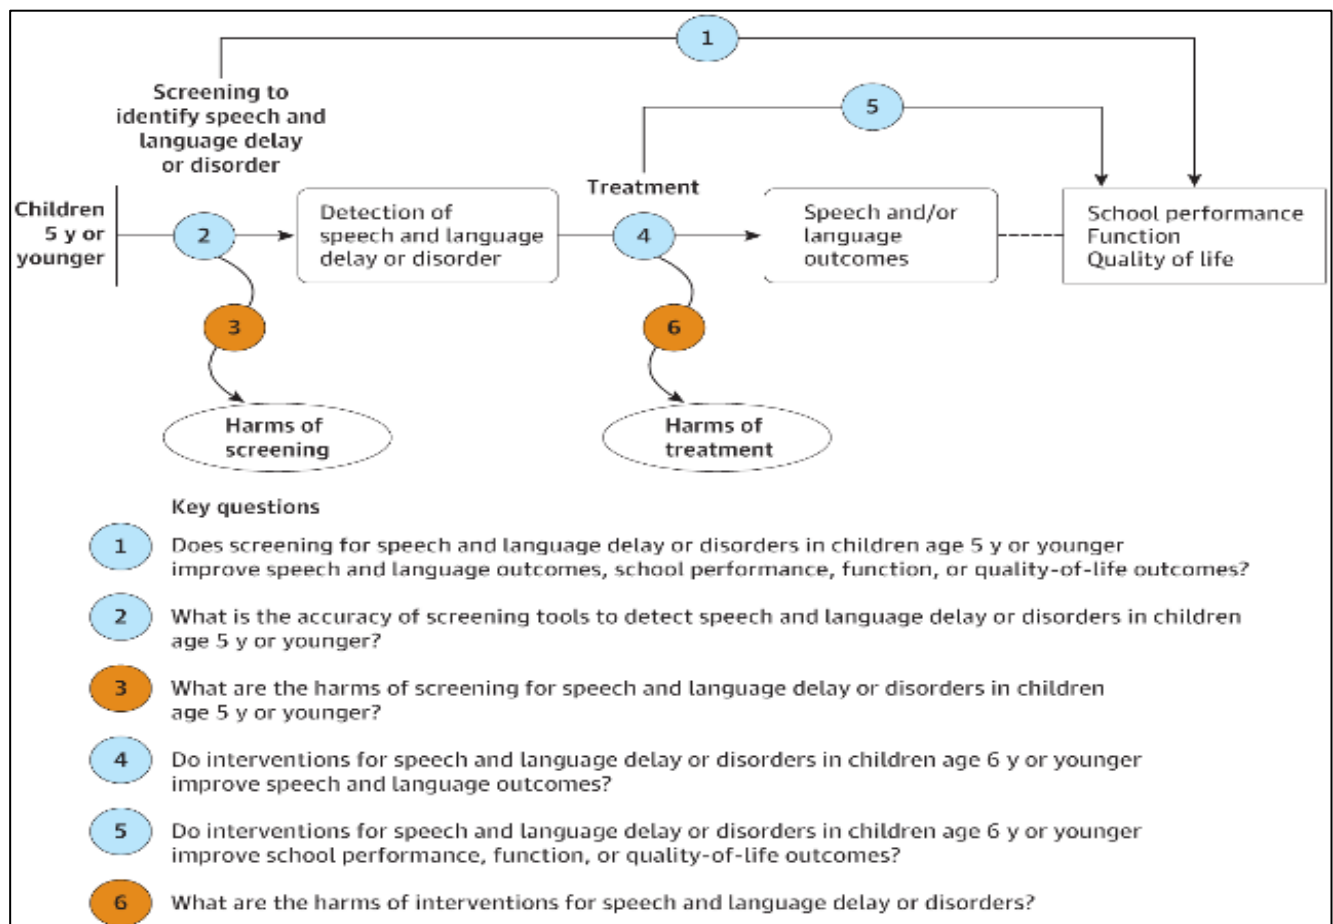 1
Screening to
identify speech and
language delay
or disorder
5
Treatment
Children
5 y or
younger
2
Detection of
speech and language
delay or disorder
4
Speech and/or
language
outcomes
School performance
Function
Quality of life
3
6
Harms of
screening
Harms of
treatment
Key questions
1 Does screening for speech and language delay or disorders in children age 5 y or younger
improve speech and language outcomes, school performance, function, or quality-of-life outcomes?
2 What is the accuracy of screening tools to detect speech and language delay or disorders in children
age 5 y or younger?
3 What are the harms of screening for speech and language delay or disorders in children
age 5 y or younger?
4 Do interventions for speech and language delay or disorders in children age 6 y or younger
improve speech and language outcomes?
5 Do interventions for speech and language delay or disorders in children age 6 y or younger
improve school performance, function, or quality-of-life outcomes?
6 What are the harms of interventions for speech and language delay or disorders?